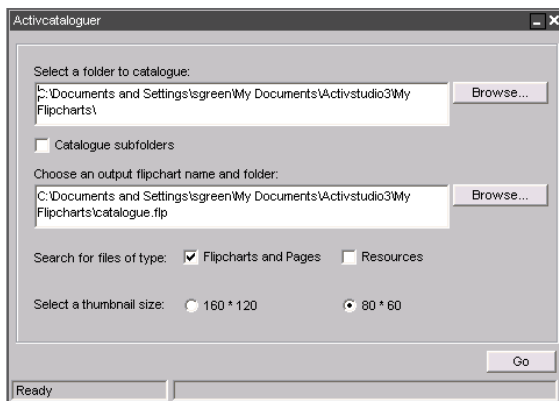 Activcataloguer
Select a folder to catalogue:
C:\Documents and Settings\sgreen\My Documents\Activstudio3\My
Flipcharts\
Browse...
Catalogue subfolders
Choose an output flipchart name and folder:
C:\Documents and Settings\sgreen\My Documents\Activstudio3\My
Flipcharts\catalogue.flp
Browse...
Search for files of type: Flipcharts and Pages Resources
Select a thumbnail size: 160 * 120 80 * 60
Go
Ready